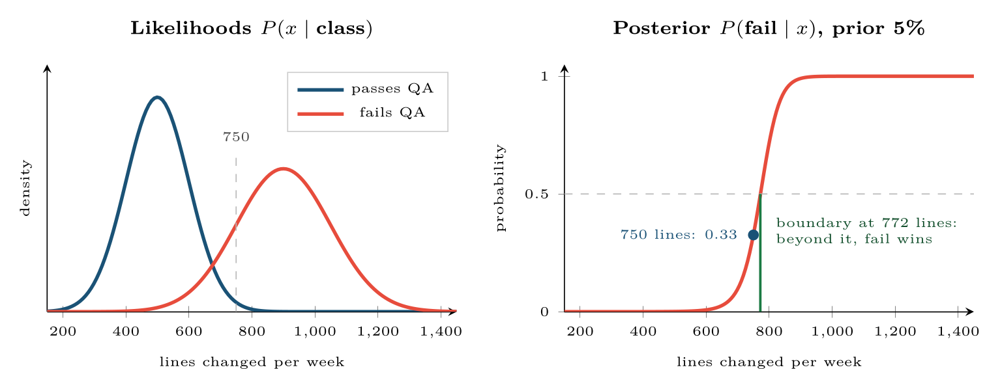 Likelihoods P(x | class)
density
passes QA
fails QA
750
200 400 600 800 1,000 1,200 1,400
lines changed per week
Posterior P(fail | x), prior 5%
probability
1
0.5
0
750 lines: 0.33
boundary at 772 lines:
beyond it, fail wins
200 400 600 800 1,000 1,200 1,400
lines changed per week